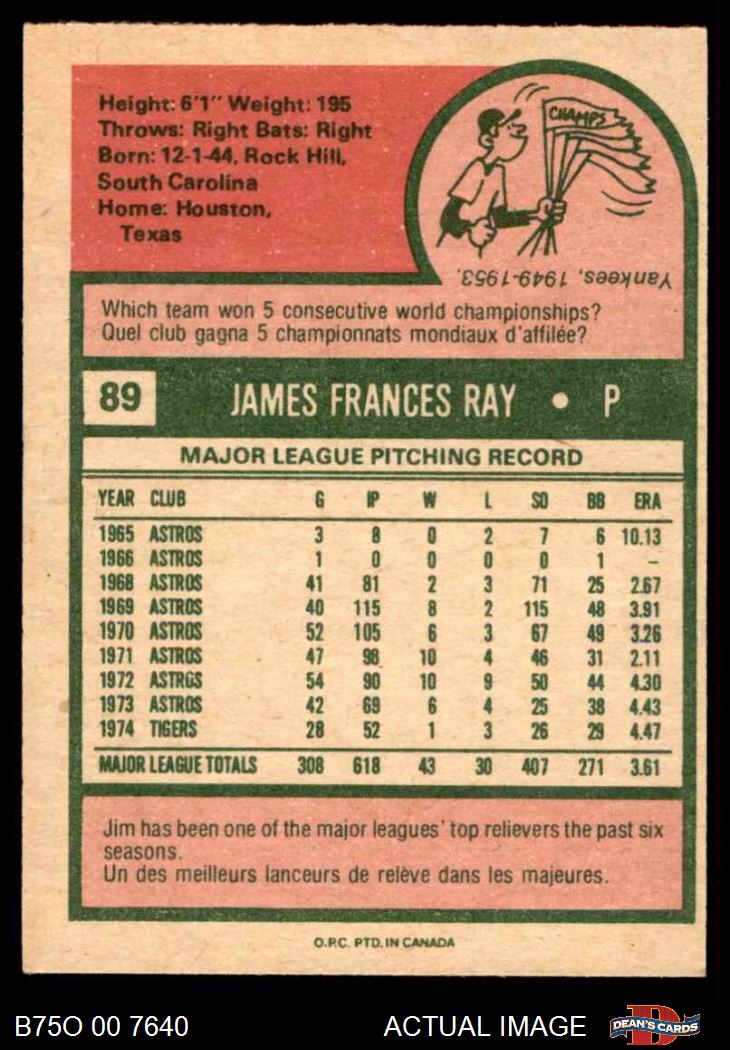 Height: 6'1" Weight: 195
Throws: Right Bats: Right
Born: 12-1-44, Rock Hill,
South Carolina
Home: Houston,
Texas
CHAMPS
Yankees, 1949-1953.
Which team won 5 consecutive world championships?
Quel club gagna 5 championnats mondiaux d'affilée?
89 JAMES FRANCES RAY • P
MAJOR LEAGUE PITCHING RECORD
YEAR CLUB G IP W L SO BB ERA
1965 ASTROS 3 8 0 2 7 6 10.13
1966 ASTROS 1 0 0 0 0 1 –
1968 ASTROS 41 81 2 3 71 25 2.67
1969 ASTROS 40 115 8 2 115 48 3.91
1970 ASTROS 52 105 6 3 67 49 3.26
1971 ASTROS 47 98 10 4 46 31 2.11
1972 ASTROS 54 90 10 9 50 44 4.30
1973 ASTROS 42 69 6 4 25 38 4.43
1974 TIGERS 28 52 1 3 26 29 4.47
MAJOR LEAGUE TOTALS 308 618 43 30 407 271 3.61
Jim has been one of the major leagues' top relievers the past six
seasons.
Un des meilleurs lanceurs de relève dans les majeures.
O.P.C. PTD. IN CANADA
B75O 00 7640 ACTUAL IMAGE D DEAN'S CARDS